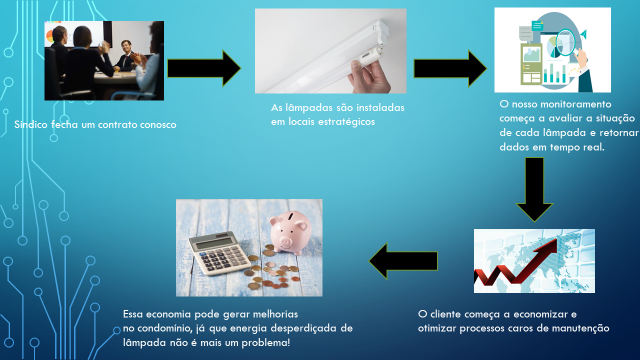 Síndico fecha um contrato conosco
As lâmpadas são instaladas
em locais estratégicos
O nosso monitoramento
começa a avaliar a situação
de cada lâmpada e retornar
dados em tempo real.
O cliente começa a economizar e
otimizar processos caros de manutenção
Essa economia pode gerar melhorias
no condomínio, já que energia desperdiçada de
lâmpada não é mais um problema!